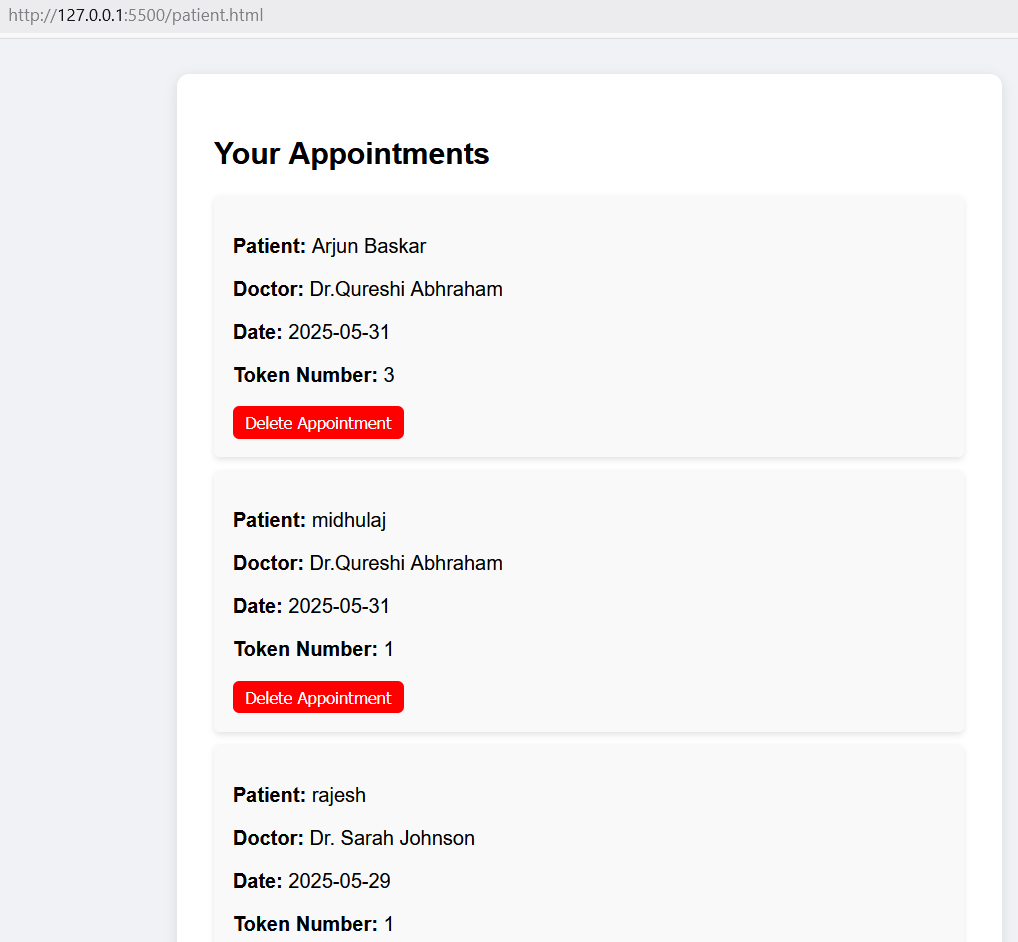 http://127.0.0.1:5500/patient.html
Your Appointments
Patient: Arjun Baskar
Doctor: Dr.Qureshi Abhraham
Date: 2025-05-31
Token Number: 3
Delete Appointment
Patient: midhulaj
Doctor: Dr.Qureshi Abhraham
Date: 2025-05-31
Token Number: 1
Delete Appointment
Patient: rajesh
Doctor: Dr. Sarah Johnson
Date: 2025-05-29
Token Number: 1